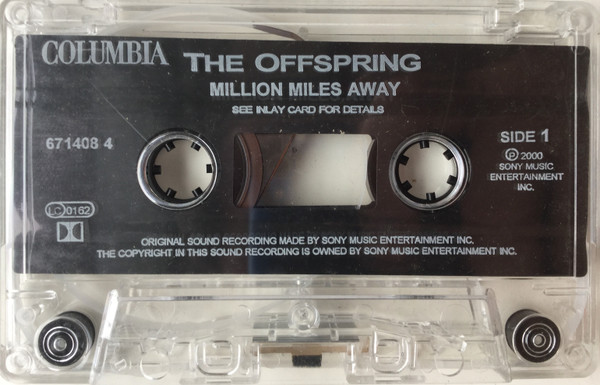 COLUMBIA
THE OFFSPRING
MILLION MILES AWAY
SEE INLAY CARD FOR DETAILS
671408 4
SIDE 1
℗ 2000
SONY MUSIC
ENTERTAINMENT
INC.
LC 0162
ORIGINAL SOUND RECORDING MADE BY SONY MUSIC ENTERTAINMENT INC.
THE COPYRIGHT IN THIS SOUND RECORDING IS OWNED BY SONY MUSIC ENTERTAINMENT INC.